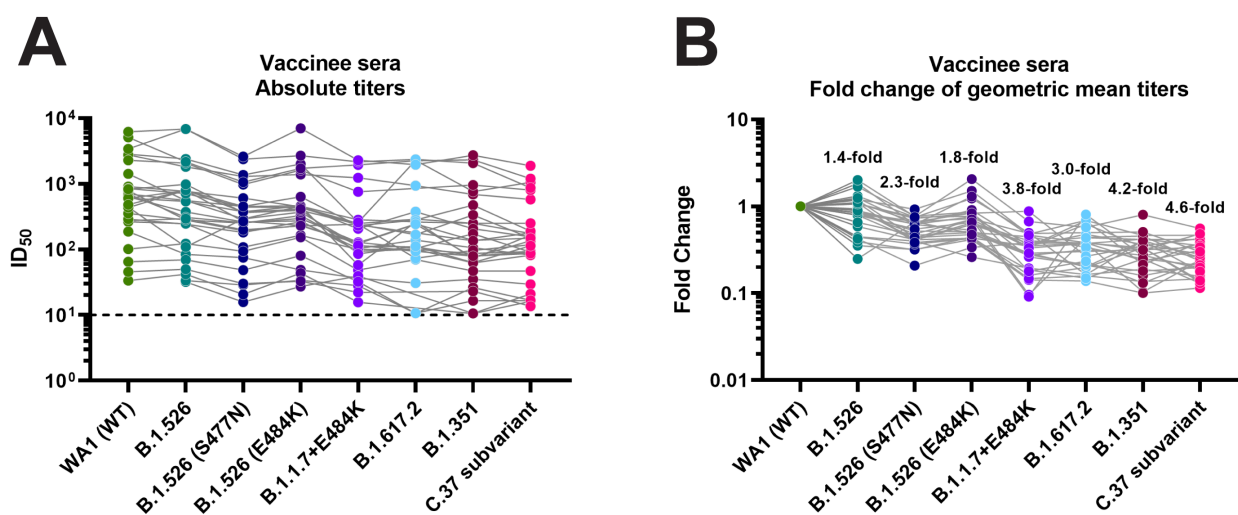 A
Vaccinee sera
Absolute titers
10⁴
10³
10²
10¹
10⁰
ID₅₀
WA1 (WT)
B.1.526
B.1.526 (S477N)
B.1.526 (E484K)
B.1.1.7+E484K
B.1.617.2
B.1.351
C.37 subvariant
B
Vaccinee sera
Fold change of geometric mean titers
10
1
0.1
0.01
Fold Change
1.4-fold
2.3-fold
1.8-fold
3.8-fold
3.0-fold
4.2-fold
4.6-fold
WA1 (WT)
B.1.526
B.1.526 (S477N)
B.1.526 (E484K)
B.1.1.7+E484K
B.1.617.2
B.1.351
C.37 subvariant